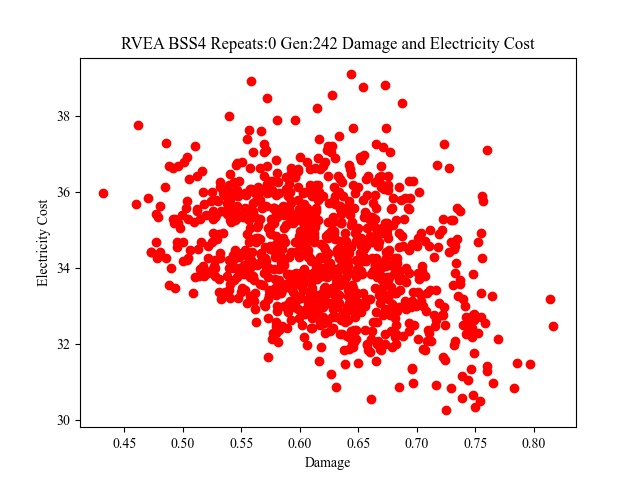 RVEA BSS4 Repeats:0 Gen:242 Damage and Electricity Cost
Electricity Cost
38
36
34
32
30
0.45 0.50 0.55 0.60 0.65 0.70 0.75 0.80
Damage